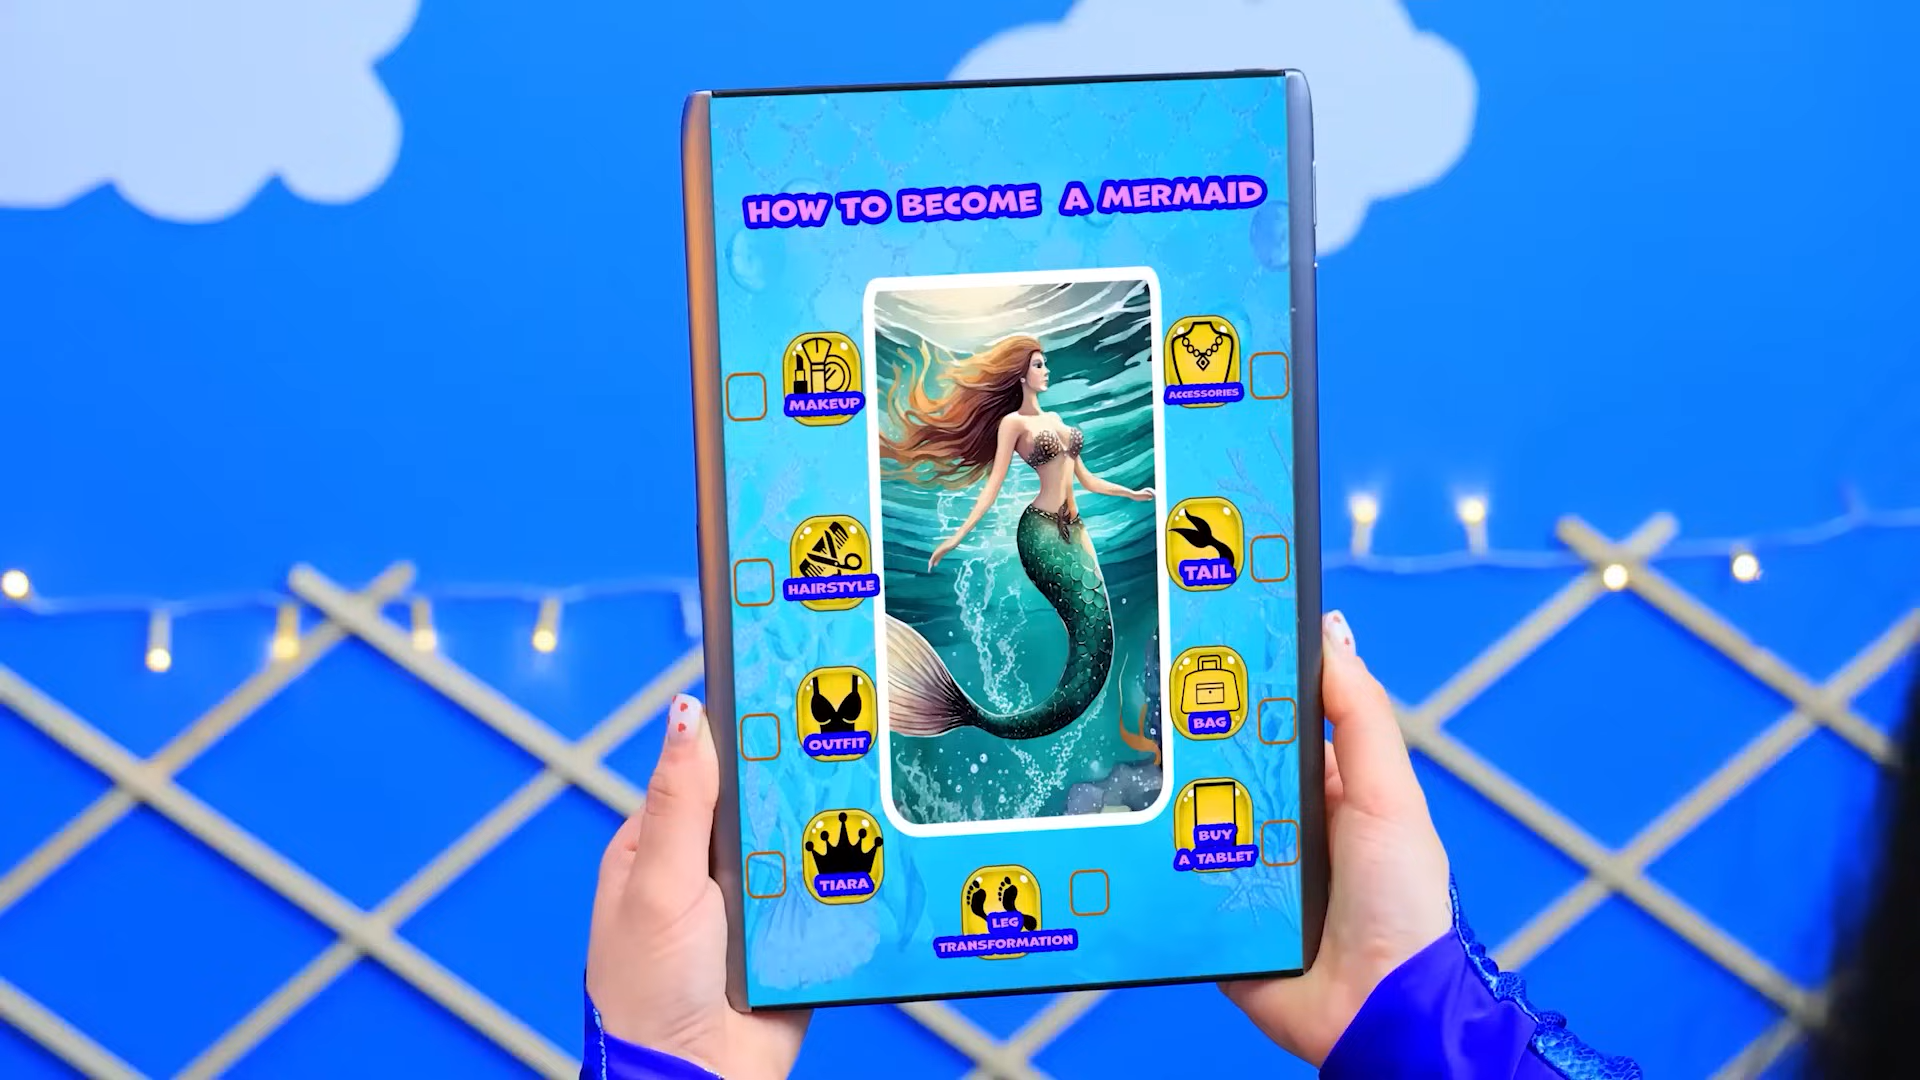 HOW TO BECOME A MERMAID
MAKEUP
HAIRSTYLE
OUTFIT
TIARA
ACCESSORIES
TAIL
BAG
BUY
A TABLET
LEG
TRANSFORMATION